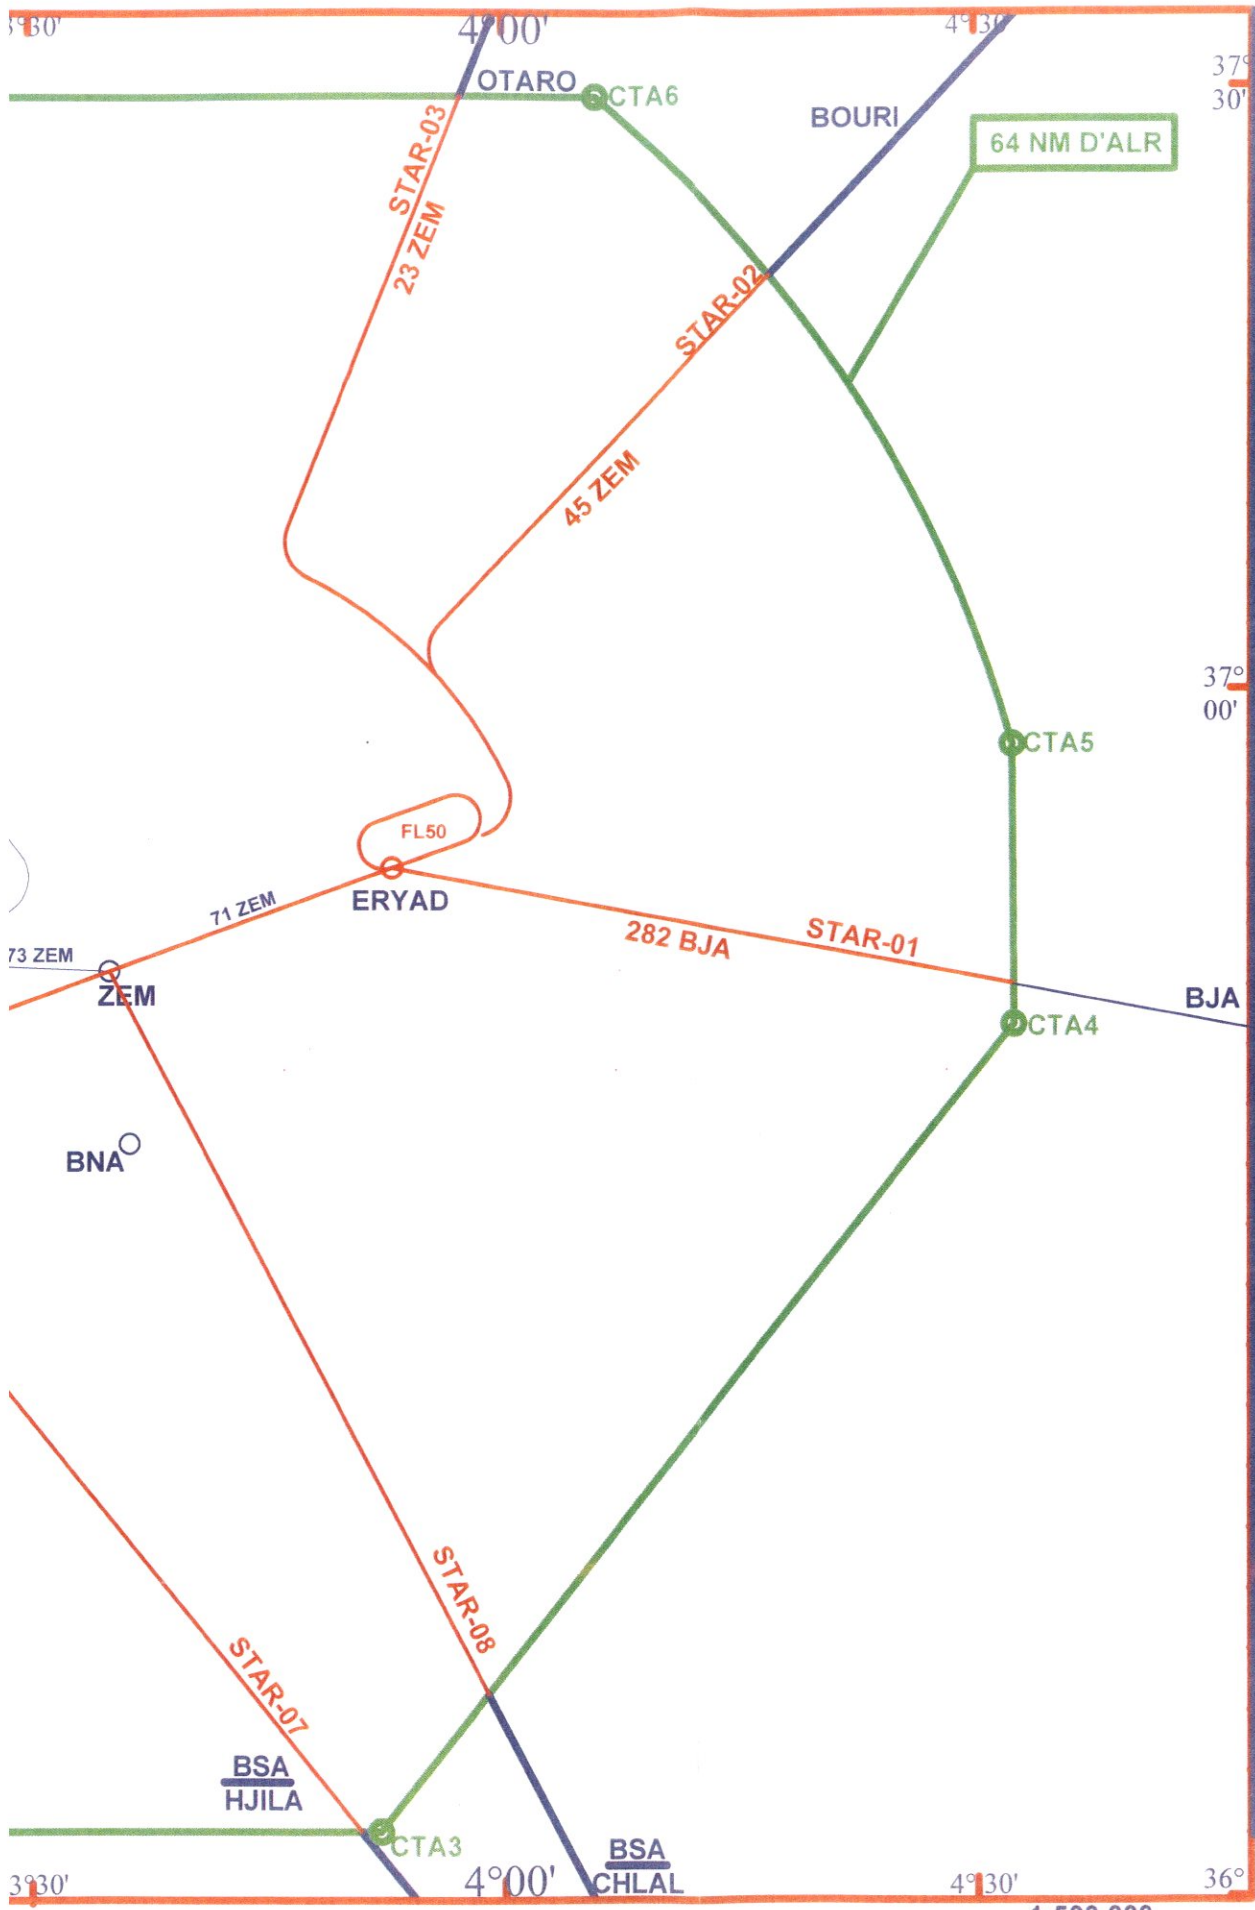 3°30'
4°00'
4°30'
37°
30'
OTARO
CTA6
BOURI
64 NM D'ALR
STAR-03
23 ZEM
STAR-02
45 ZEM
37°
00'
CTA5
FL50
ERYAD
71 ZEM
282 BJA
STAR-01
73 ZEM
ZEM
BJA
CTA4
BNA
STAR-08
STAR-07
BSA
HJILA
CTA3
BSA
CHLAL
3°30'
4°00'
4°30'
36°